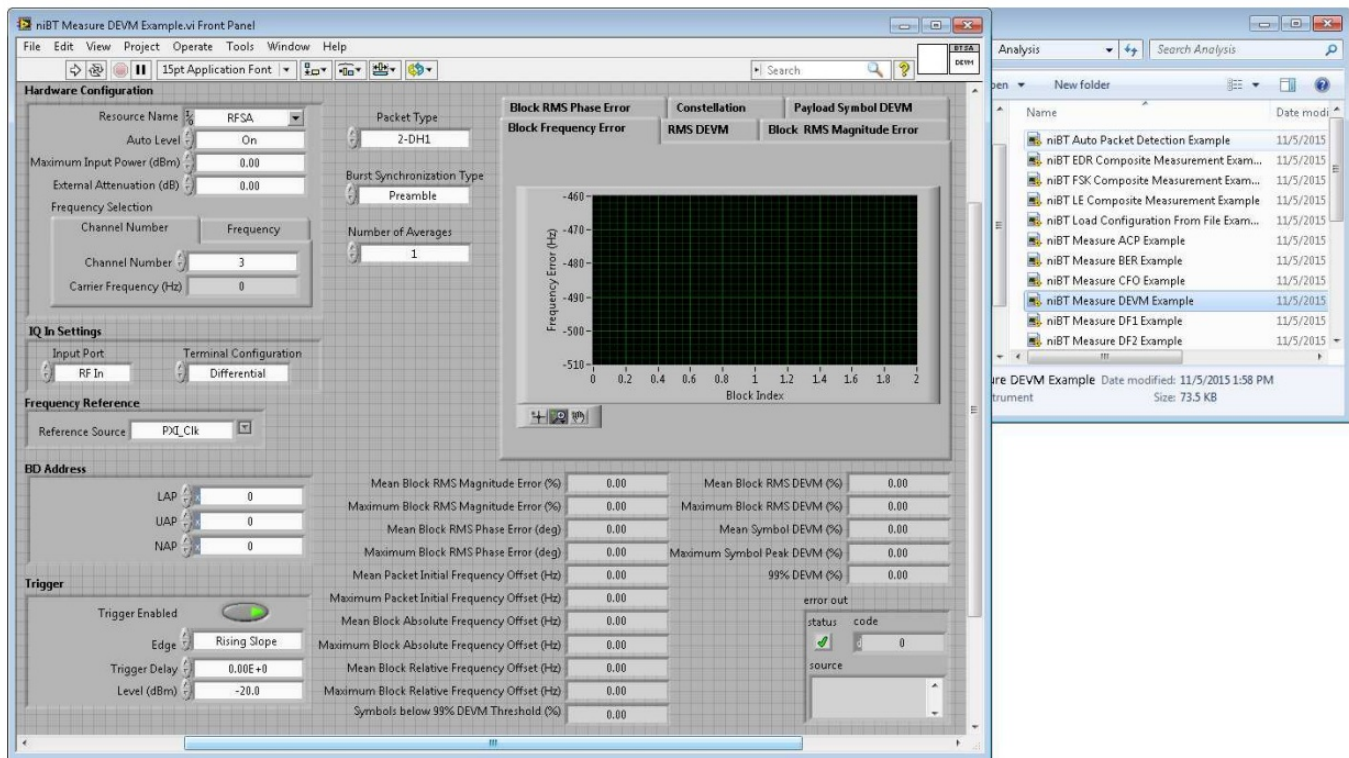 niBT Measure DEVM Example.vi Front Panel
File Edit View Project Operate Tools Window Help
15pt Application Font
Search
BTSA
DEVM
Hardware Configuration
Resource Name RFSA
Auto Level On
Maximum Input Power (dBm) 0.00
External Attenuation (dB) 0.00
Frequency Selection
Channel Number Frequency
Channel Number 3
Carrier Frequency (Hz) 0
Packet Type
2-DH1
Burst Synchronization Type
Preamble
Number of Averages
1
Block RMS Phase Error Constellation Payload Symbol DEVM
Block Frequency Error RMS DEVM Block RMS Magnitude Error
Frequency Error (Hz)
-460
-470
-480
-490
-500
-510
0 0.2 0.4 0.6 0.8 1 1.2 1.4 1.6 1.8 2
Block Index
IQ In Settings
Input Port Terminal Configuration
RF In Differential
Frequency Reference
Reference Source PXI_Clk
BD Address
LAP x 0
UAP x 0
NAP x 0
Trigger
Trigger Enabled
Edge Rising Slope
Trigger Delay 0.00E+0
Level (dBm) -20.0
Mean Block RMS Magnitude Error (%) 0.00
Maximum Block RMS Magnitude Error (%) 0.00
Mean Block RMS Phase Error (deg) 0.00
Maximum Block RMS Phase Error (deg) 0.00
Mean Packet Initial Frequency Offset (Hz) 0.00
Maximum Packet Initial Frequency Offset (Hz) 0.00
Mean Block Absolute Frequency Offset (Hz) 0.00
Maximum Block Absolute Frequency Offset (Hz) 0.00
Mean Block Relative Frequency Offset (Hz) 0.00
Maximum Block Relative Frequency Offset (Hz) 0.00
Symbols below 99% DEVM Threshold (%) 0.00
Mean Block RMS DEVM (%) 0.00
Maximum Block RMS DEVM (%) 0.00
Mean Symbol DEVM (%) 0.00
Maximum Symbol Peak DEVM (%) 0.00
99% DEVM (%) 0.00
error out
status code
d 0
source
Analysis Search Analysis
pen New folder
Name Date modi
niBT Auto Packet Detection Example 11/5/2015
niBT EDR Composite Measurement Exam... 11/5/2015
niBT FSK Composite Measurement Exam... 11/5/2015
niBT LE Composite Measurement Example 11/5/2015
niBT Load Configuration From File Exam... 11/5/2015
niBT Measure ACP Example 11/5/2015
niBT Measure BER Example 11/5/2015
niBT Measure CFO Example 11/5/2015
niBT Measure DEVM Example 11/5/2015
niBT Measure DF1 Example 11/5/2015
niBT Measure DF2 Example 11/5/2015
ure DEVM Example Date modified: 11/5/2015 1:58 PM
trument Size: 73.5 KB